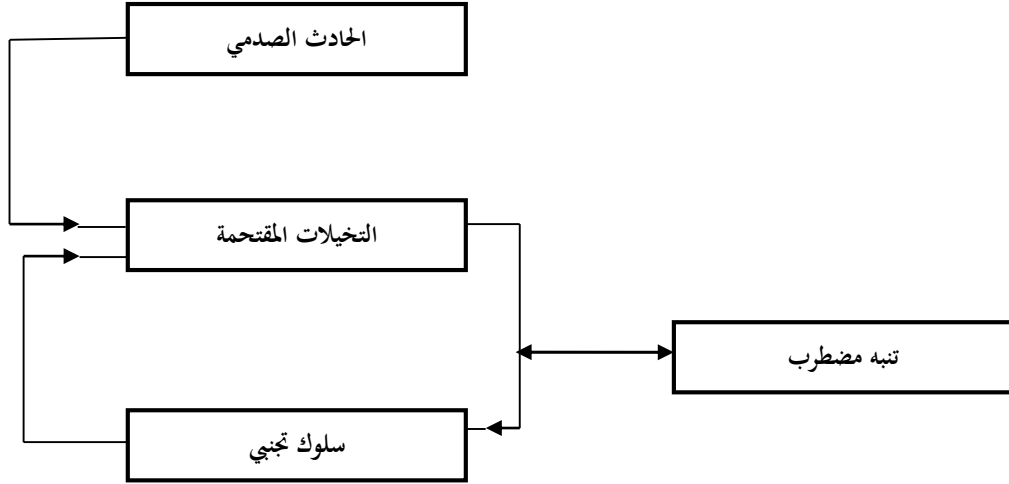 الحادث الصدمي
التخيلات المقتحمة
تنبه مضطرب
سلوك تجنبي